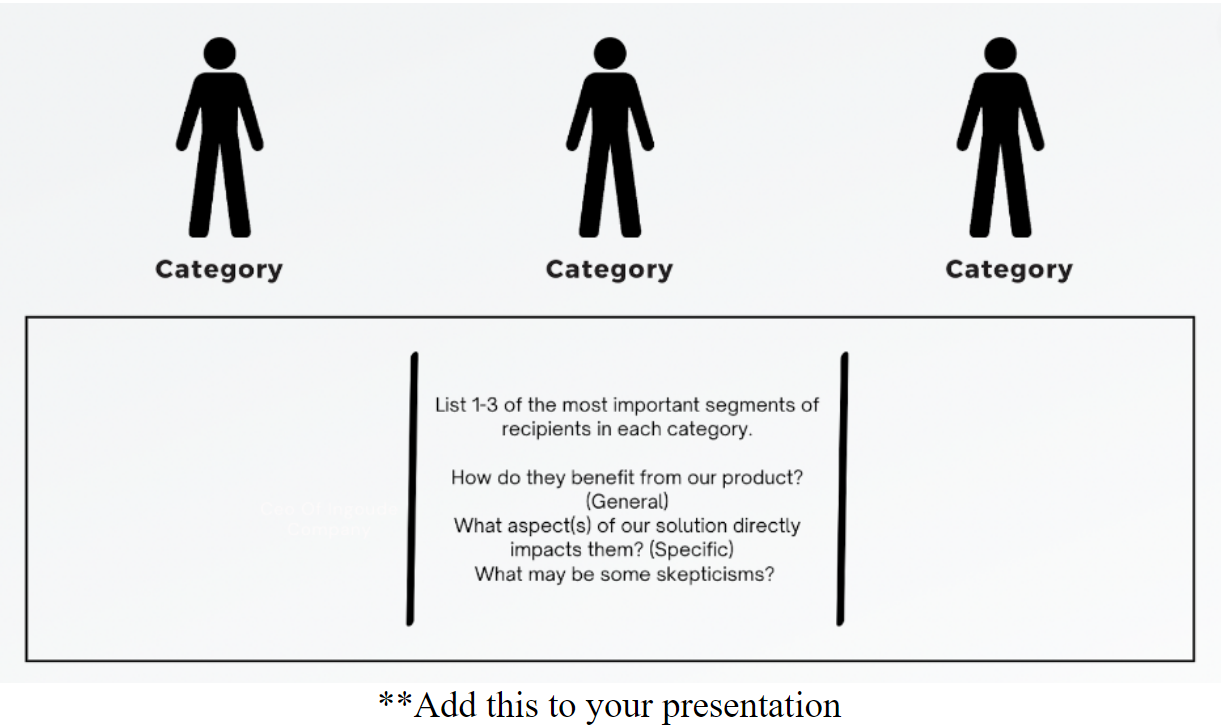 Category
Category
Category
List 1-3 of the most important segments of
recipients in each category.
How do they benefit from our product?
(General)
What aspect(s) of our solution directly
impacts them? (Specific)
What may be some skepticisms?
**Add this to your presentation